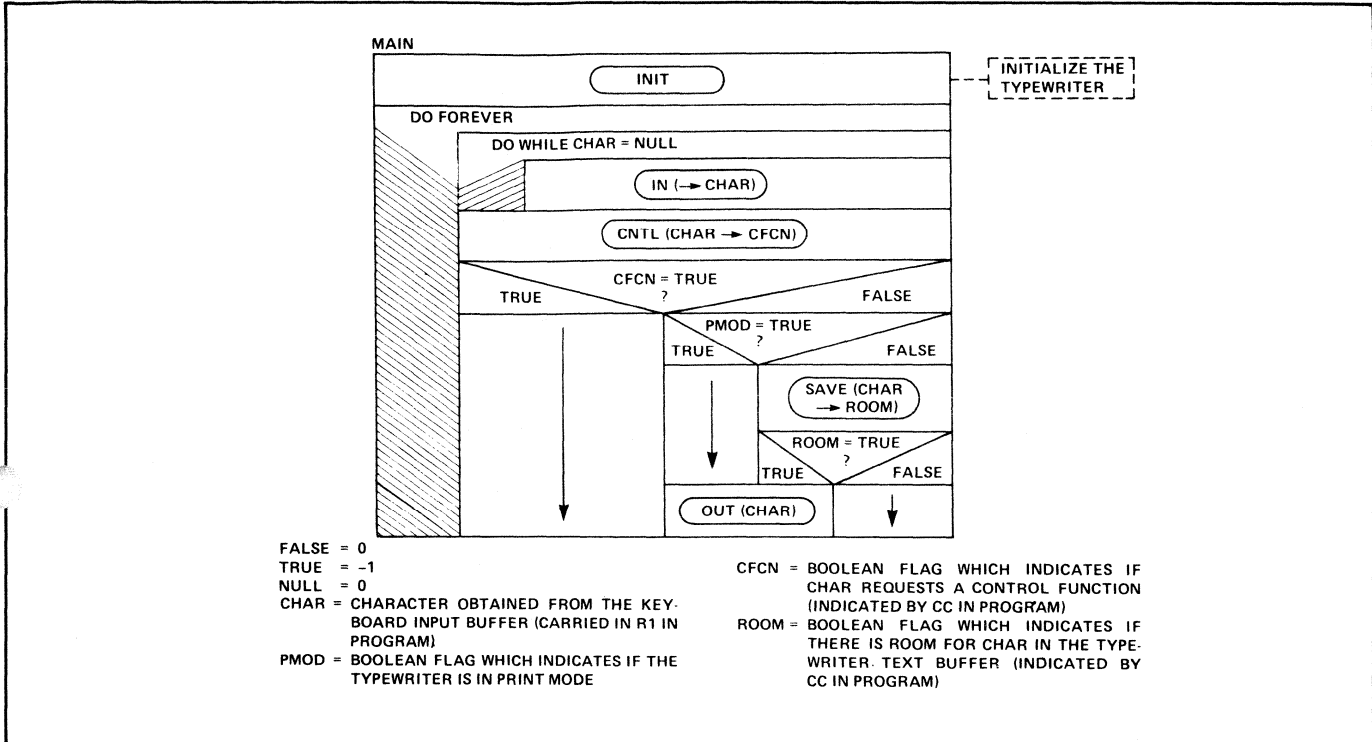 MAIN
INIT
INITIALIZE THE
TYPEWRITER
DO FOREVER
DO WHILE CHAR = NULL
IN (→ CHAR)
CNTL (CHAR → CFCN)
CFCN = TRUE
?
TRUE
FALSE
PMOD = TRUE
?
TRUE
FALSE
SAVE (CHAR
→ ROOM)
ROOM = TRUE
?
TRUE
FALSE
OUT (CHAR)
FALSE = 0
TRUE = -1
NULL = 0
CHAR = CHARACTER OBTAINED FROM THE KEY-
BOARD INPUT BUFFER (CARRIED IN R1 IN
PROGRAM)
PMOD = BOOLEAN FLAG WHICH INDICATES IF THE
TYPEWRITER IS IN PRINT MODE
CFCN = BOOLEAN FLAG WHICH INDICATES IF
CHAR REQUESTS A CONTROL FUNCTION
(INDICATED BY CC IN PROGRAM)
ROOM = BOOLEAN FLAG WHICH INDICATES IF
THERE IS ROOM FOR CHAR IN THE TYPE-
WRITER TEXT BUFFER (INDICATED BY
CC IN PROGRAM)